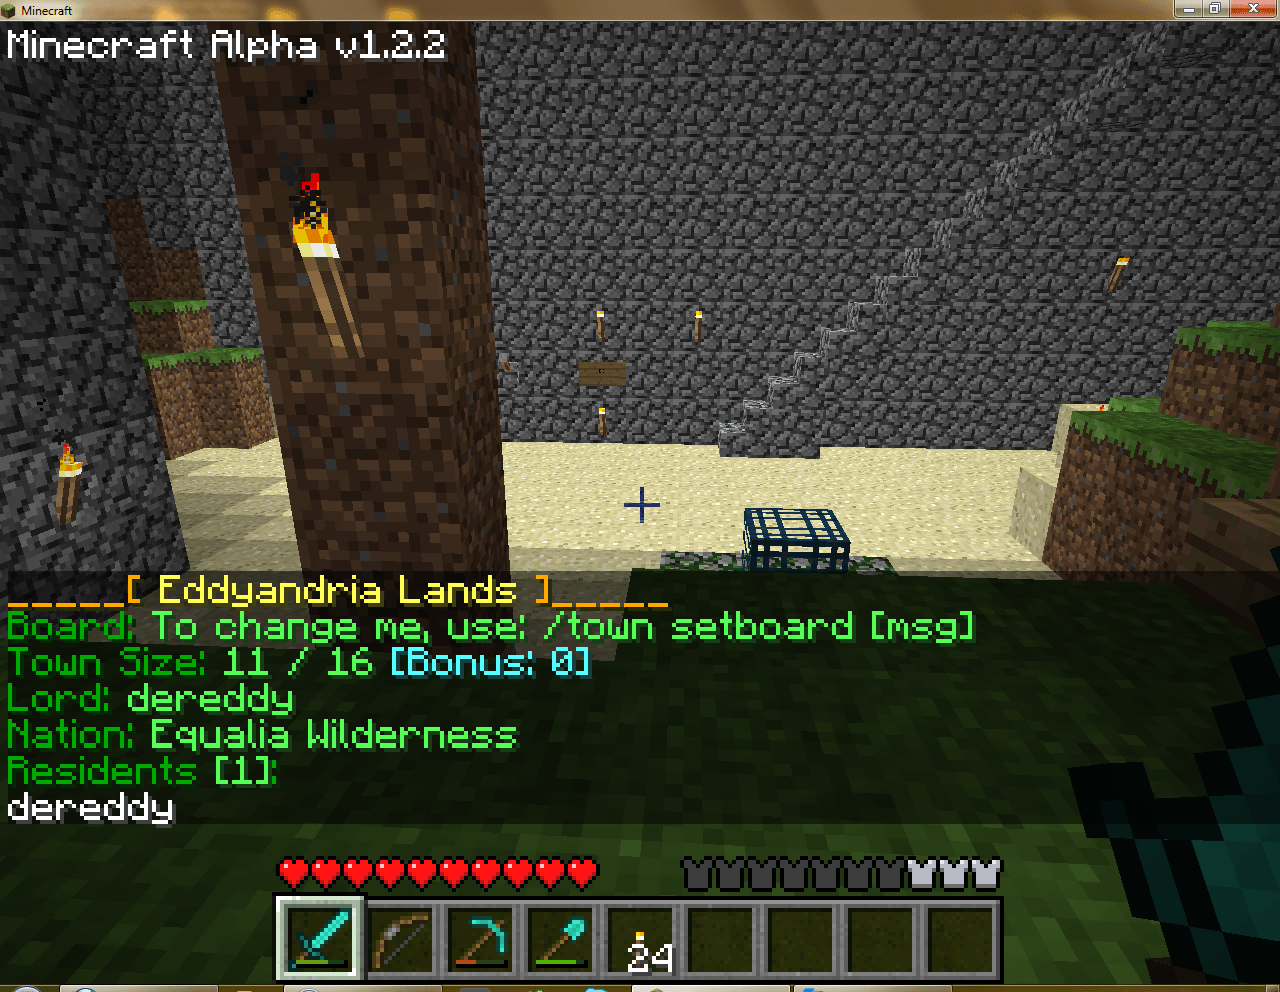 Minecraft
Minecraft Alpha v1.2.2
_____[ Eddyandria Lands ]_____
Board: To change me, use: /town setboard [msg]
Town Size: 11 / 16 [Bonus: 0]
Lord: dereddy
Nation: Equalia Wilderness
Residents [1]:
dereddy
24